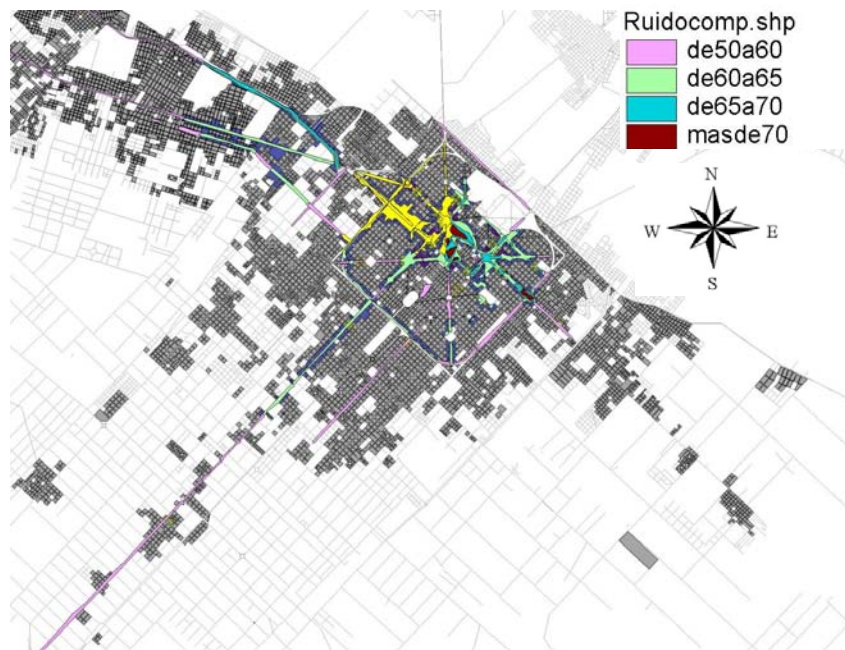 Ruidocomp.shp
de50a60
de60a65
de65a70
masde70
N
W E
S